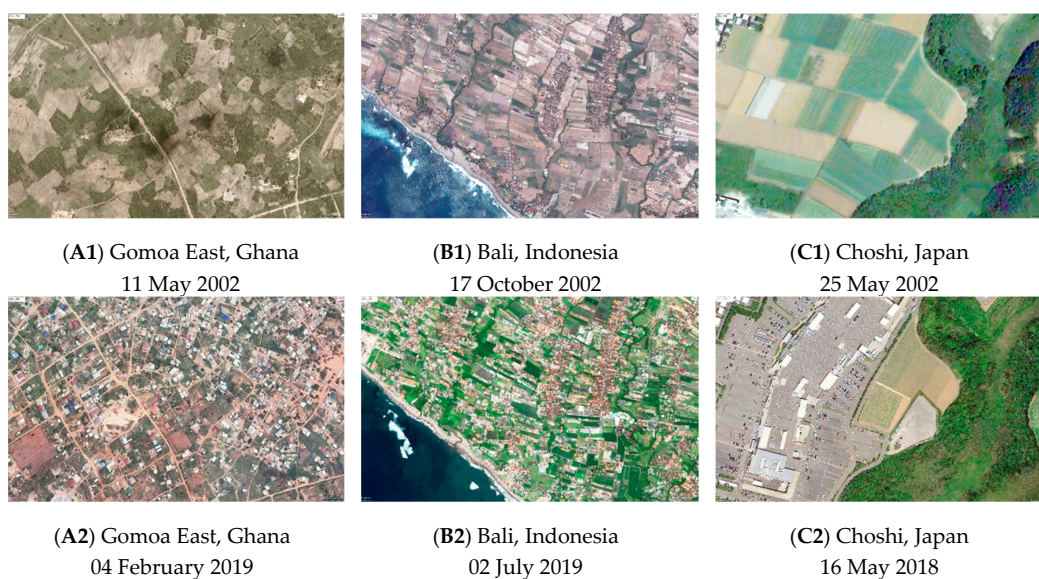 (A1) Gomoa East, Ghana
11 May 2002
(B1) Bali, Indonesia
17 October 2002
(C1) Choshi, Japan
25 May 2002
(A2) Gomoa East, Ghana
04 February 2019
(B2) Bali, Indonesia
02 July 2019
(C2) Choshi, Japan
16 May 2018